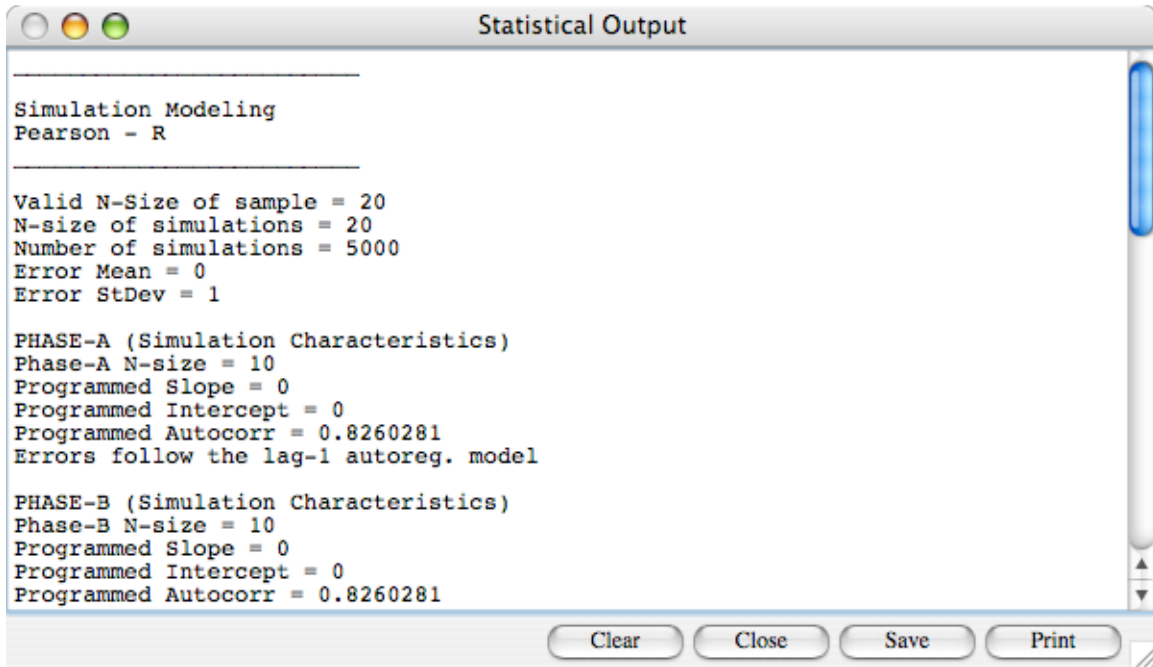 Statistical Output
Simulation Modeling
Pearson - R
Valid N-Size of sample = 20
N-size of simulations = 20
Number of simulations = 5000
Error Mean = 0
Error StDev = 1
PHASE-A (Simulation Characteristics)
Phase-A N-size = 10
Programmed Slope = 0
Programmed Intercept = 0
Programmed Autocorr = 0.8260281
Errors follow the lag-1 autoreg. model
PHASE-B (Simulation Characteristics)
Phase-B N-size = 10
Programmed Slope = 0
Programmed Intercept = 0
Programmed Autocorr = 0.8260281
Clear Close Save Print